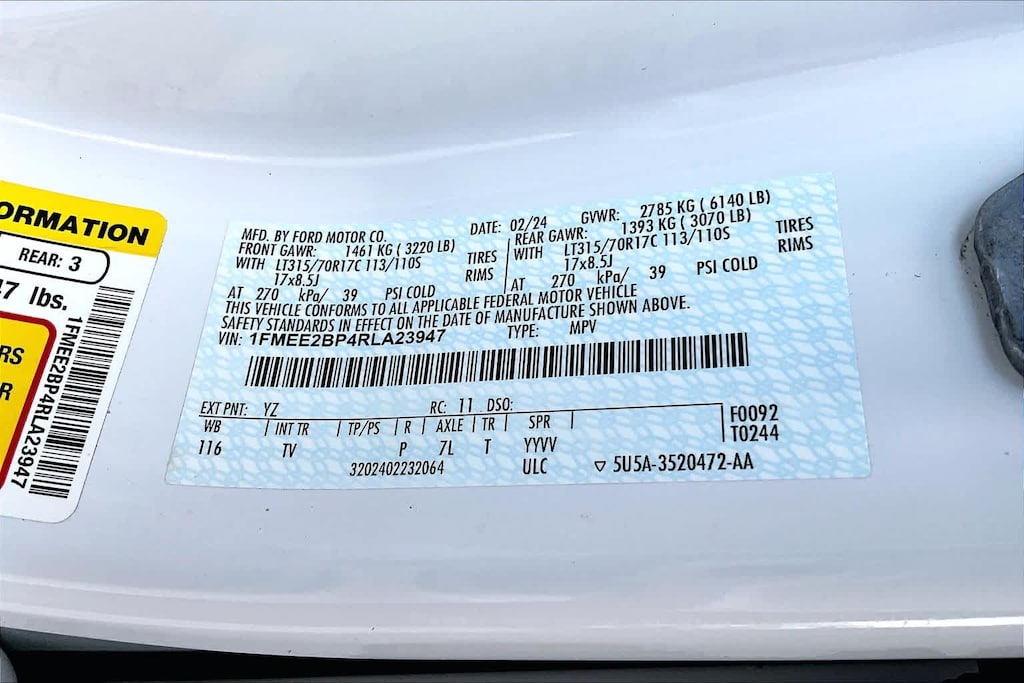 ORMATION
REAR: 3
47 lbs.
RS
R
1FMEE2BP4RLA23947
MFD. BY FORD MOTOR CO. DATE: 02/24 GVWR: 2785 KG ( 6140 LB)
FRONT GAWR: 1461 KG ( 3220 LB) REAR GAWR: 1393 KG ( 3070 LB)
WITH LT315/70R17C 113/110S TIRES WITH LT315/70R17C 113/110S TIRES
17x8.5J RIMS 17x8.5J RIMS
AT 270 kPa/ 39 PSI COLD AT 270 kPa/ 39 PSI COLD
THIS VEHICLE CONFORMS TO ALL APPLICABLE FEDERAL MOTOR VEHICLE
SAFETY STANDARDS IN EFFECT ON THE DATE OF MANUFACTURE SHOWN ABOVE.
VIN: 1FMEE2BP4RLA23947 TYPE: MPV
EXT PNT: YZ RC: 11 DSO:
WB INT TR TP/PS R AXLE TR SPR F0092
116 TV P 7L T YYVV T0244
3202402232064 ULC ▽ 5U5A-3520472-AA